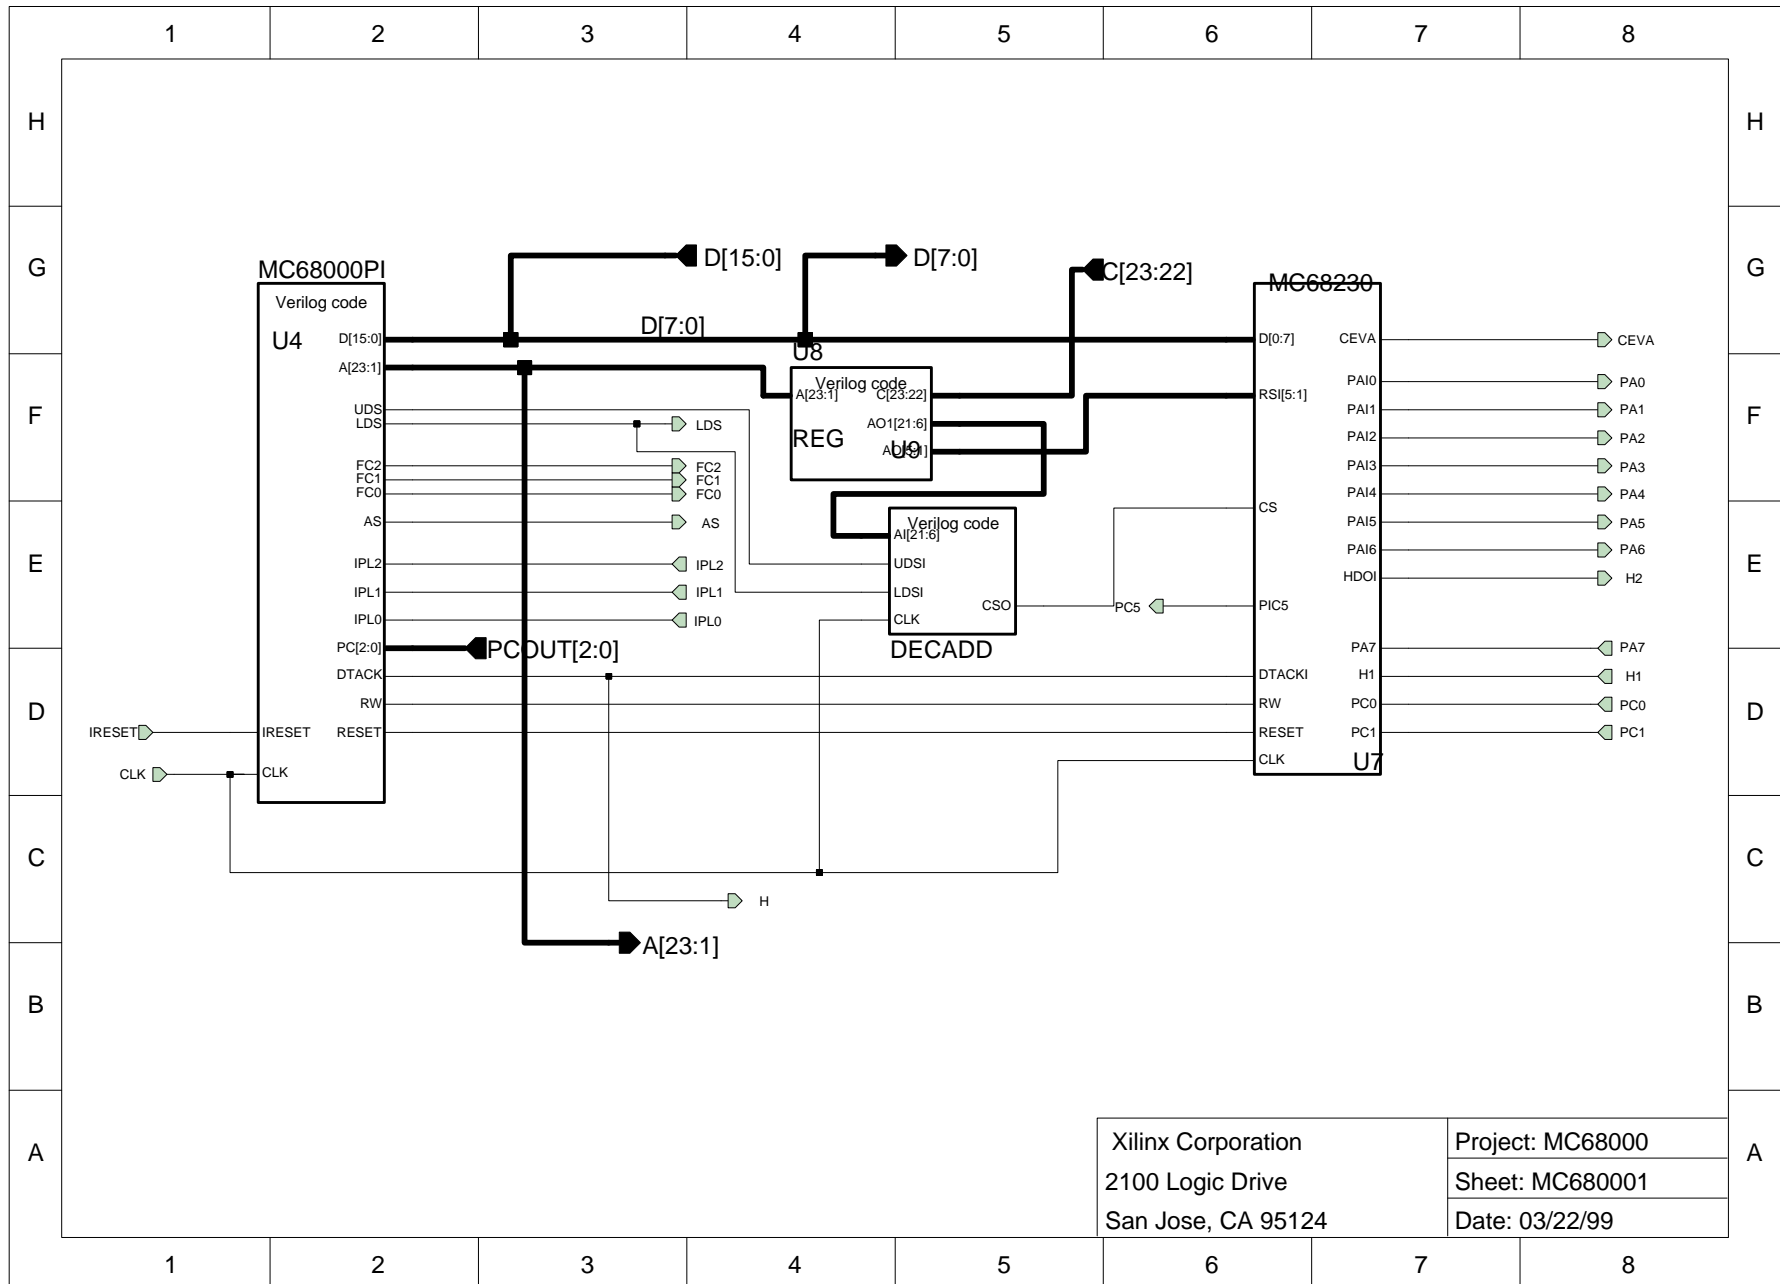 1 2 3 4 5 6 7 8
H H
G G
F F
E E
D D
C C
B B
A A
MC68000PI
Verilog code
U4
D[15:0]
A[23:1]
UDS
LDS
FC2
FC1
FC0
AS
IPL2
IPL1
IPL0
PC[2:0]
DTACK
RW
IRESET IRESET RESET
CLK CLK
D[15:0]
D[7:0]
D[7:0]
C[23:22]
LDS
FC2
FC1
FC0
AS
IPL2
IPL1
IPL0
PCOUT[2:0]
H
A[23:1]
U8
Verilog code
A[23:1] C[23:22]
AO1[21:6]
REG
AO[5:1]
U9
Verilog code
AI[21:6]
UDSI
LDSI
CSO
CLK
DECADD
PC5
MC68230
D[0:7] CEVA
PAI0
RSI[5:1]
PAI1
PAI2
PAI3
PAI4
CS
PAI5
PAI6
HDOI
PIC5
PA7
DTACKI H1
RW PC0
RESET PC1
CLK
U7
CEVA
PA0
PA1
PA2
PA3
PA4
PA5
PA6
H2
PA7
H1
PC0
PC1
Xilinx Corporation
2100 Logic Drive
San Jose, CA 95124
Project: MC68000
Sheet: MC680001
Date: 03/22/99
1 2 3 4 5 6 7 8